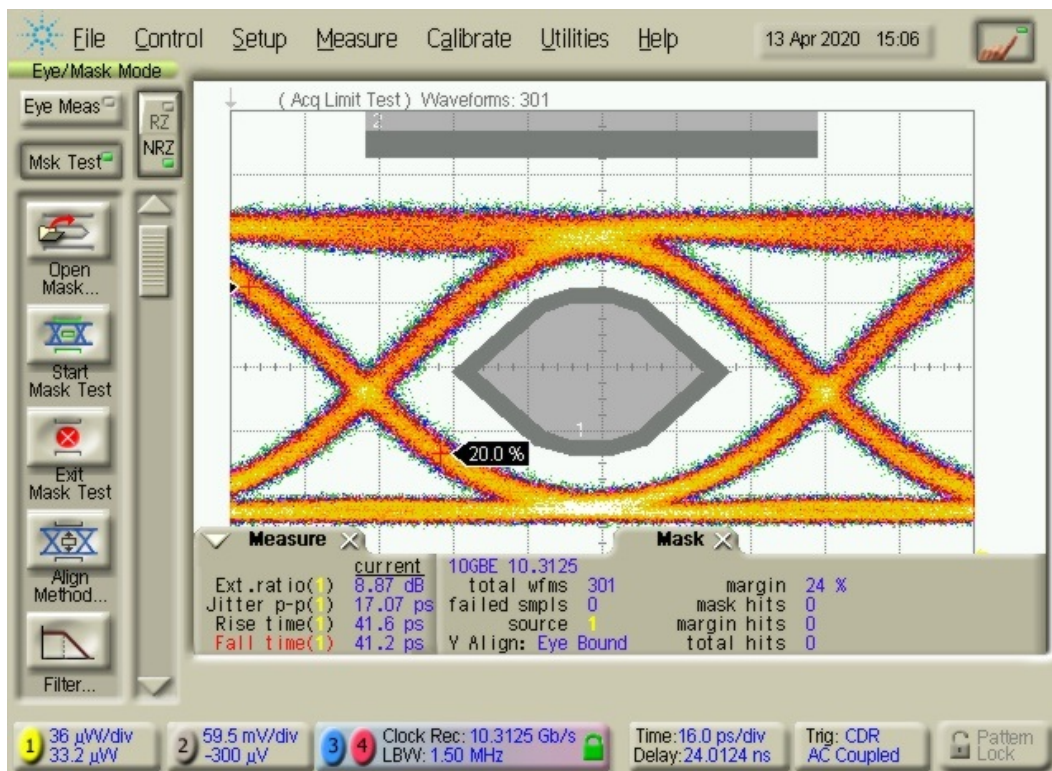 File Control Setup Measure Calibrate Utilities Help 13 Apr 2020 15:06
Eye/Mask Mode
Eye Meas
RZ
NRZ
Msk Test
Open
Mask...
Start
Mask Test
Exit
Mask Test
Align
Method...
Filter...
( Acq Limit Test ) Waveforms: 301
2
1
20.0 %
Measure
current
Ext.ratio(1) 8.87 dB
Jitter p-p(1) 17.07 ps
Rise time(1) 41.6 ps
Fall time(1) 41.2 ps
Mask
10GBE 10.3125
total wfms 301 margin 24 %
failed smpls 0 mask hits 0
source 1 margin hits 0
Y Align: Eye Bound total hits 0
1 36 µW/div
33.2 µW
2 59.5 mV/div
-300 µV
3 4 Clock Rec: 10.3125 Gb/s
LBW: 1.50 MHz
Time:16.0 ps/div
Delay:24.0124 ns
Trig: CDR
AC Coupled
Pattern
Lock